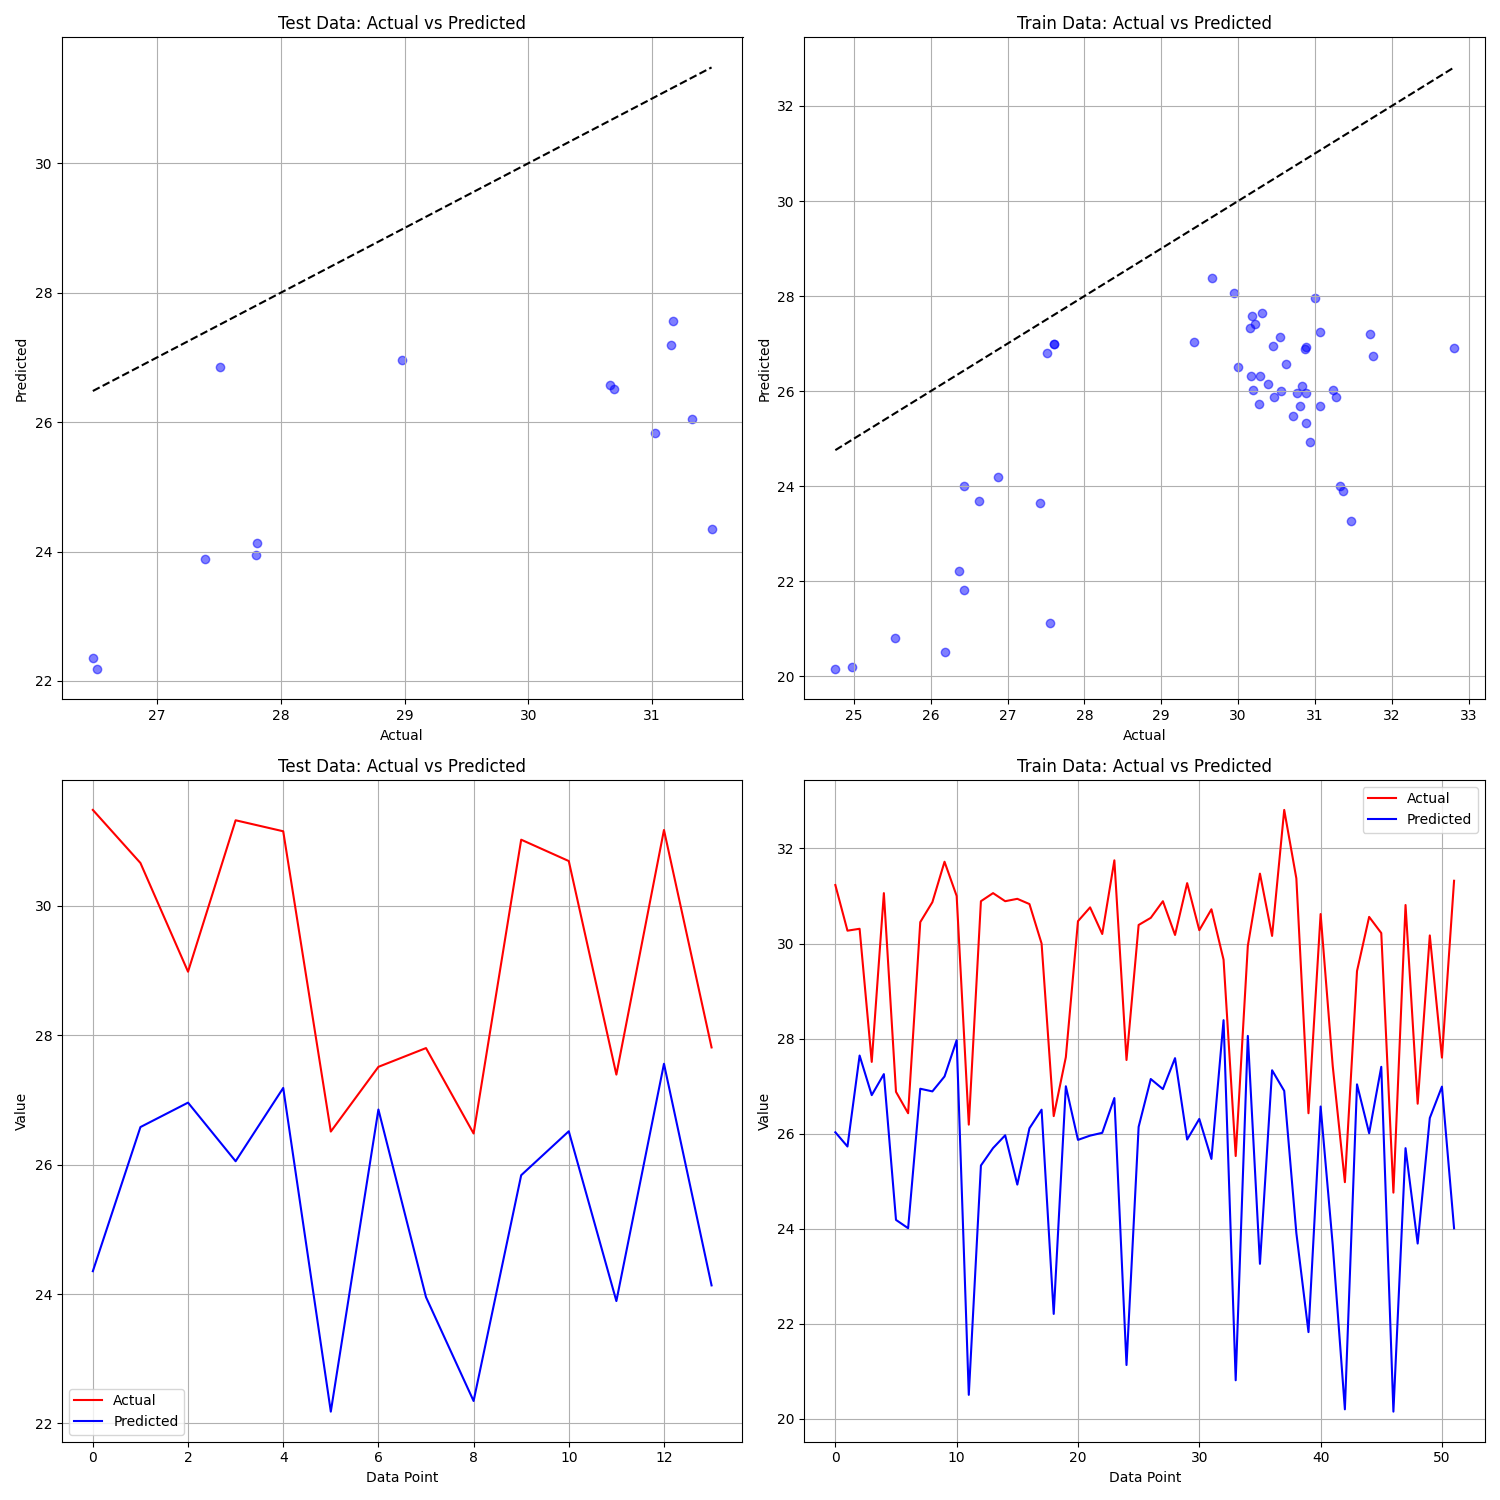 Test Data: Actual vs Predicted
30
28
26
24
22
Predicted
27 28 29 30 31
Actual
Train Data: Actual vs Predicted
32
30
28
26
24
22
20
Predicted
25 26 27 28 29 30 31 32 33
Actual
Test Data: Actual vs Predicted
30
28
26
24
22
Value
Actual
Predicted
0 2 4 6 8 10 12
Data Point
Train Data: Actual vs Predicted
Actual
Predicted
32
30
28
26
24
22
20
Value
0 10 20 30 40 50
Data Point